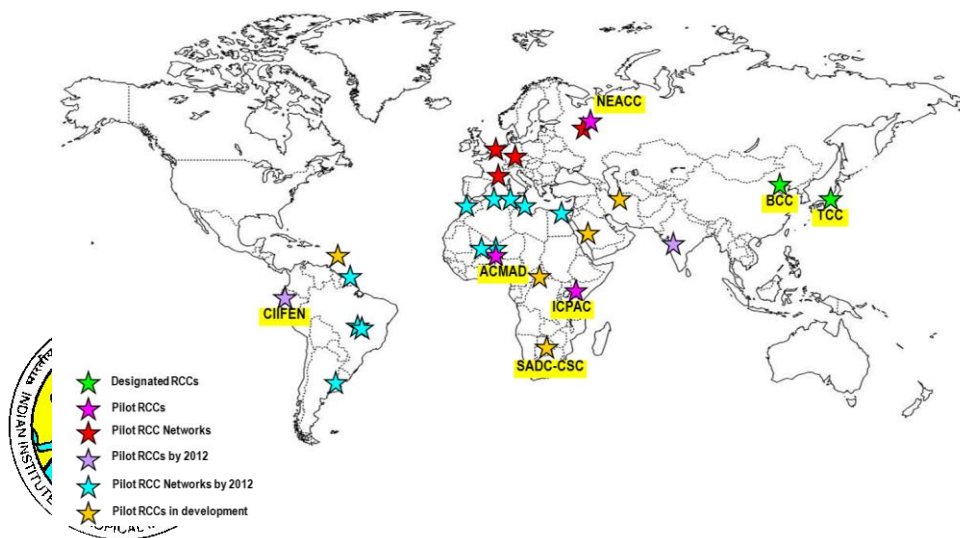 NEACC
BCC
TCC
ACMAD
ICPAC
CIIFEN
SADC-CSC
Designated RCCs
Pilot RCCs
Pilot RCC Networks
Pilot RCCs by 2012
Pilot RCC Networks by 2012
Pilot RCCs in development
INDIAN INSTITUTE